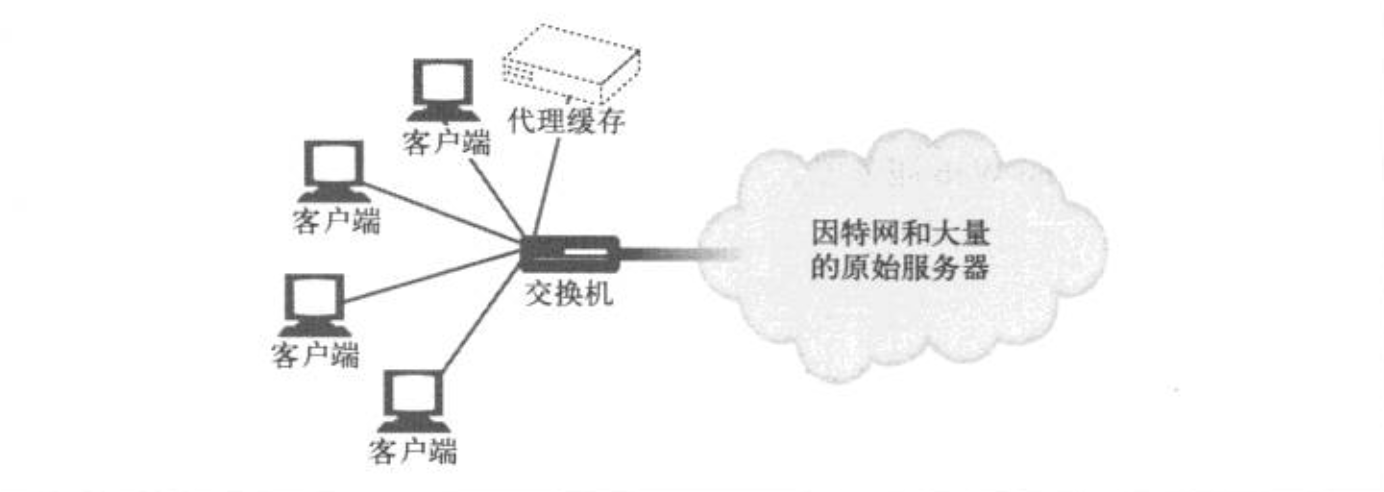 客户端
代理缓存
客户端
因特网和大量
的原始服务器
交换机
客户端
客户端